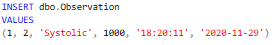 INSERT dbo.Observation
VALUES
(1, 2, 'Systolic', 1000, '18:20:11', '2020-11-29')